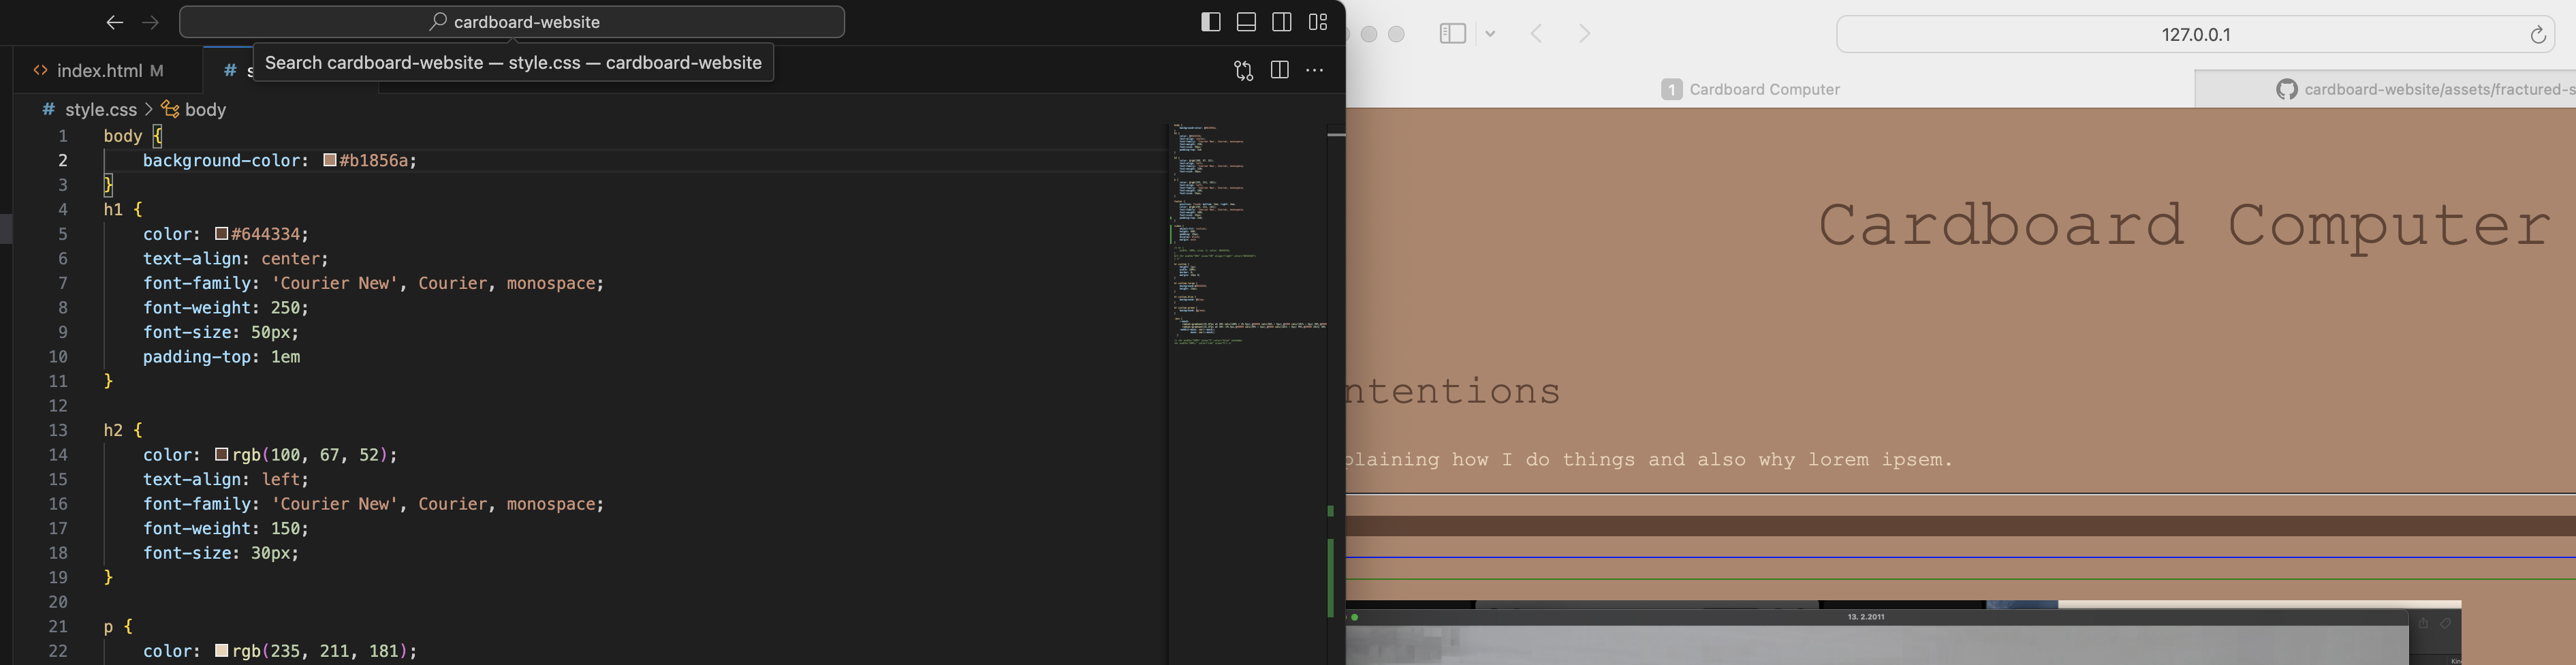 cardboard-website
Search cardboard-website — style.css — cardboard-website
index.html M
style.css > body
1 body {
2 background-color: #b1856a;
3 }
4 h1 {
5 color: #644334;
6 text-align: center;
7 font-family: 'Courier New', Courier, monospace;
8 font-weight: 250;
9 font-size: 50px;
10 padding-top: 1em
11 }
12
13 h2 {
14 color: rgb(100, 67, 52);
15 text-align: left;
16 font-family: 'Courier New', Courier, monospace;
17 font-weight: 150;
18 font-size: 30px;
19 }
20
21 p {
22 color: rgb(235, 211, 181);
127.0.0.1
1 Cardboard Computer
cardboard-website/assets/fractured-s
Cardboard Computer
ntentions
plaining how I do things and also why lorem ipsem.
13. 2.2011